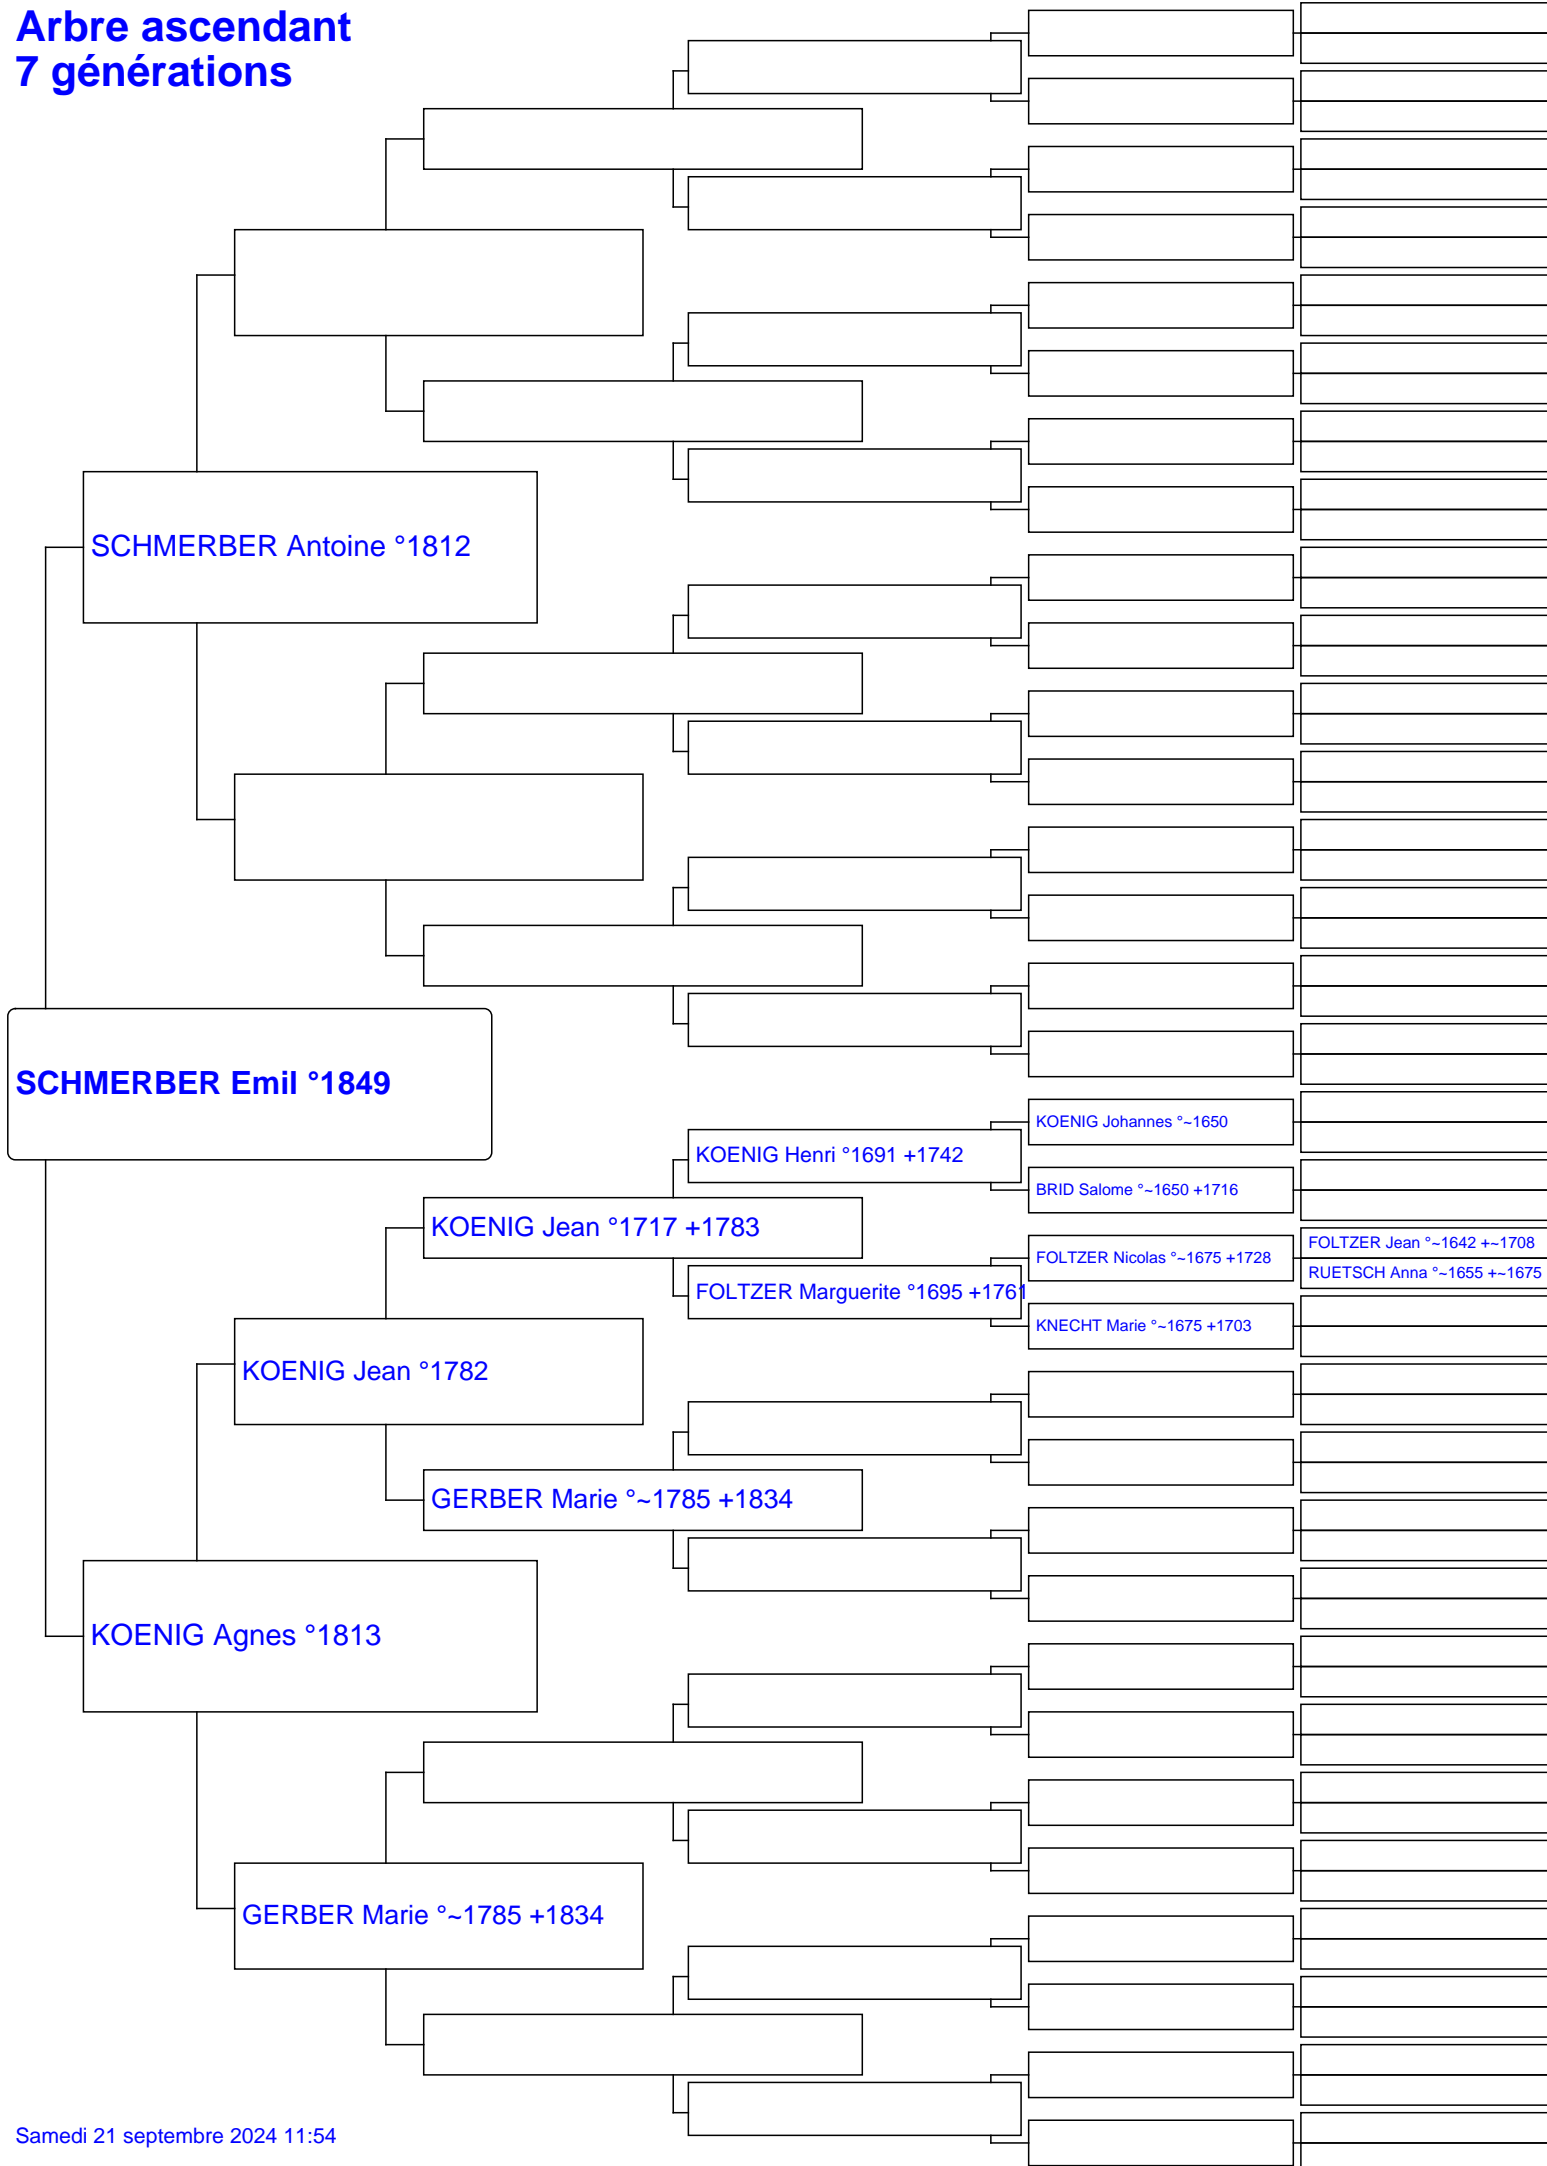 Arbre ascendant
7 générations
SCHMERBER Antoine °1812
SCHMERBER Emil °1849
KOENIG Johannes °~1650
KOENIG Henri °1691 +1742
BRID Salome °~1650 +1716
KOENIG Jean °1717 +1783
FOLTZER Jean °~1642 +~1708
FOLTZER Nicolas °~1675 +1728
RUETSCH Anna °~1655 +~1675
FOLTZER Marguerite °1695 +1761
KNECHT Marie °~1675 +1703
KOENIG Jean °1782
GERBER Marie °~1785 +1834
KOENIG Agnes °1813
GERBER Marie °~1785 +1834
Samedi 21 septembre 2024 11:54